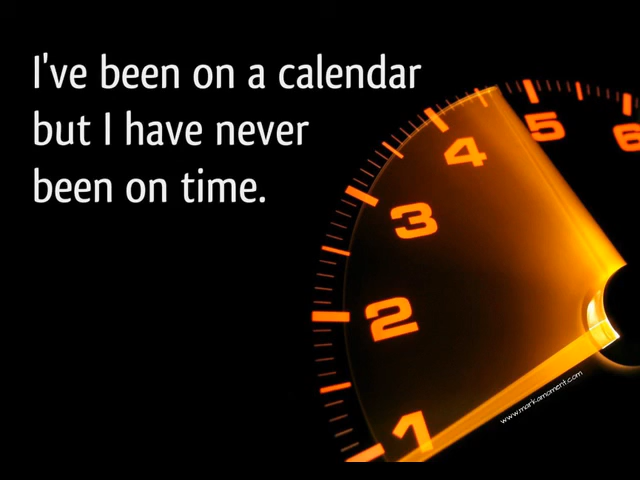 I've been on a calendar
but I have never
been on time.
1
2
3
4
5
6
www.markamoment.com